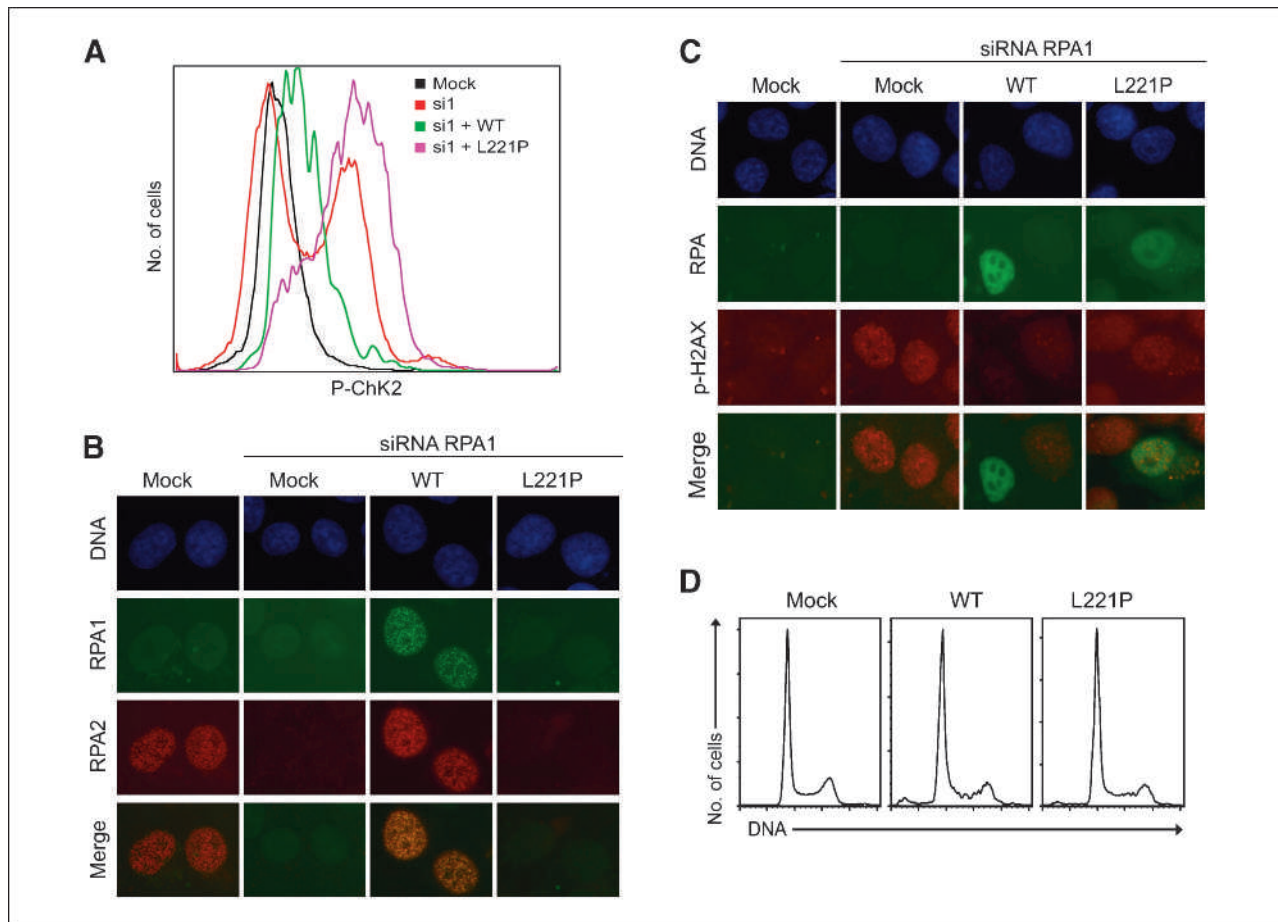 A
No. of cells
Mock
si1
si1 + WT
si1 + L221P
P-ChK2
B
siRNA RPA1
Mock Mock WT L221P
DNA
RPA1
RPA2
Merge
C
siRNA RPA1
Mock Mock WT L221P
DNA
RPA
p-H2AX
Merge
D
Mock WT L221P
No. of cells
DNA